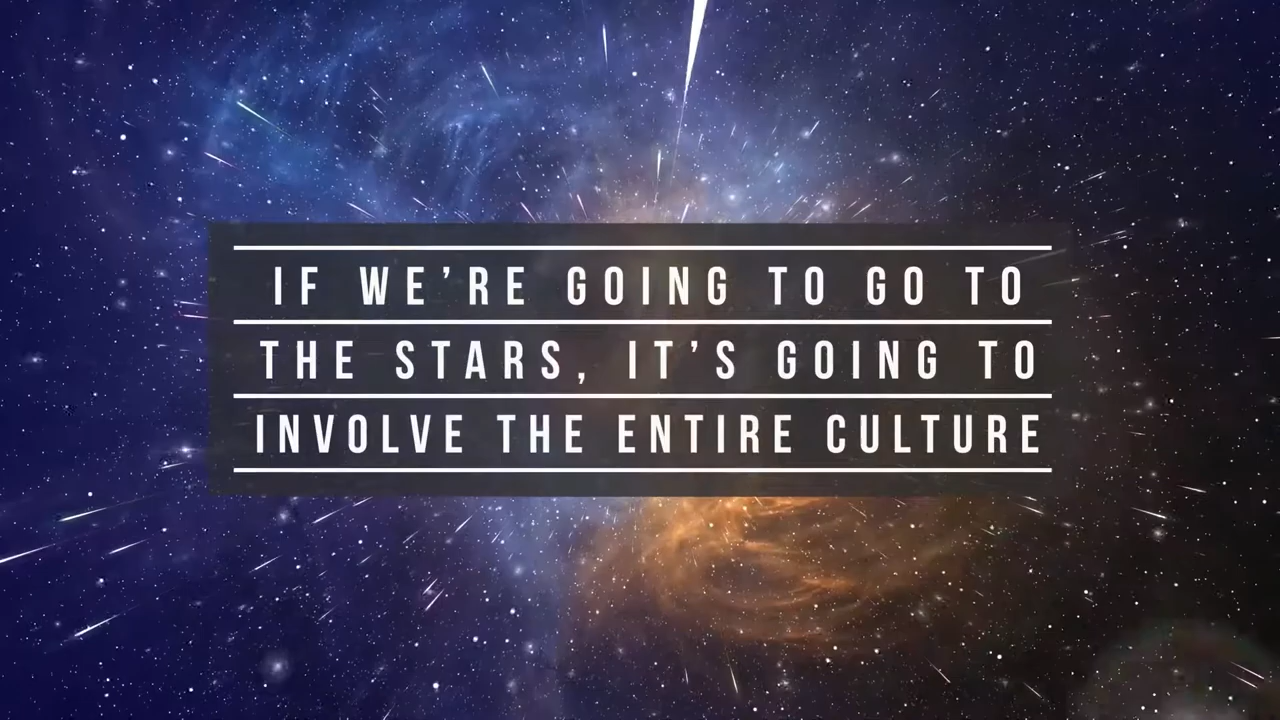 IF WE’RE GOING TO GO TO
THE STARS, IT’S GOING TO
INVOLVE THE ENTIRE CULTURE